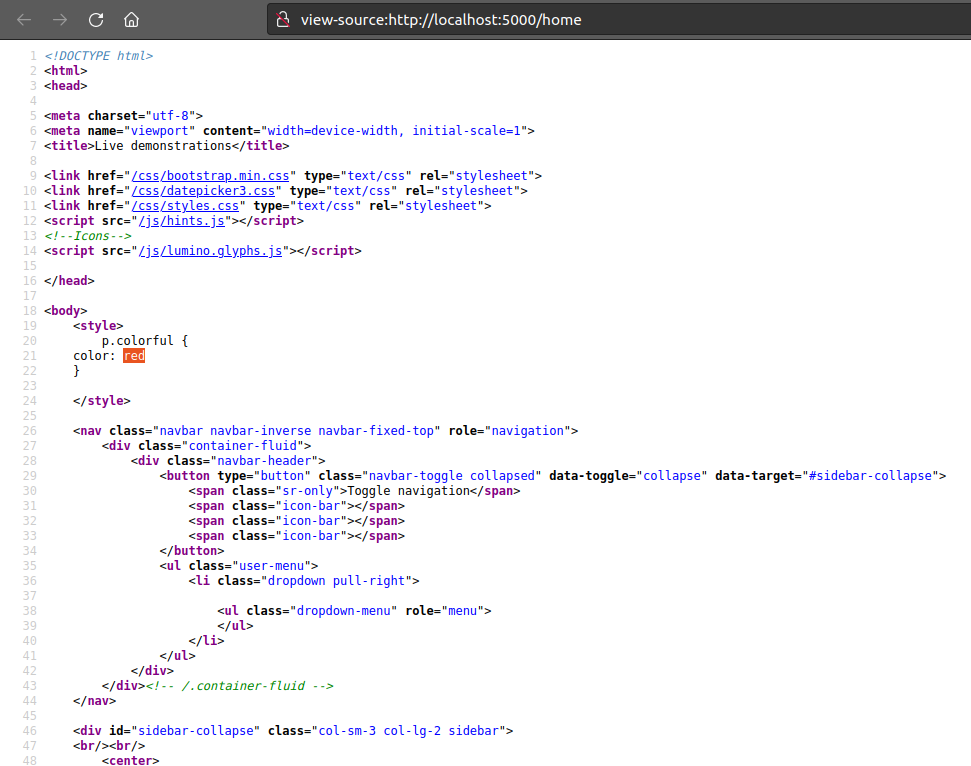 view-source:http://localhost:5000/home
1 <!DOCTYPE html>
2 <html>
3 <head>
4
5 <meta charset="utf-8">
6 <meta name="viewport" content="width=device-width, initial-scale=1">
7 <title>Live demonstrations</title>
8
9 <link href="/css/bootstrap.min.css" type="text/css" rel="stylesheet">
10 <link href="/css/datepicker3.css" type="text/css" rel="stylesheet">
11 <link href="/css/styles.css" type="text/css" rel="stylesheet">
12 <script src="/js/hints.js"></script>
13 <!--Icons-->
14 <script src="/js/lumino.glyphs.js"></script>
15
16 </head>
17
18 <body>
19     <style>
20         p.colorful {
21     color: red
22     }
23
24     </style>
25
26     <nav class="navbar navbar-inverse navbar-fixed-top" role="navigation">
27         <div class="container-fluid">
28             <div class="navbar-header">
29                 <button type="button" class="navbar-toggle collapsed" data-toggle="collapse" data-target="#sidebar-collapse">
30                     <span class="sr-only">Toggle navigation</span>
31                     <span class="icon-bar"></span>
32                     <span class="icon-bar"></span>
33                     <span class="icon-bar"></span>
34                 </button>
35                 <ul class="user-menu">
36                     <li class="dropdown pull-right">
37
38                         <ul class="dropdown-menu" role="menu">
39                         </ul>
40                     </li>
41                 </ul>
42             </div>
43         </div><!-- /.container-fluid -->
44     </nav>
45
46     <div id="sidebar-collapse" class="col-sm-3 col-lg-2 sidebar">
47     <br/><br/>
48         <center>